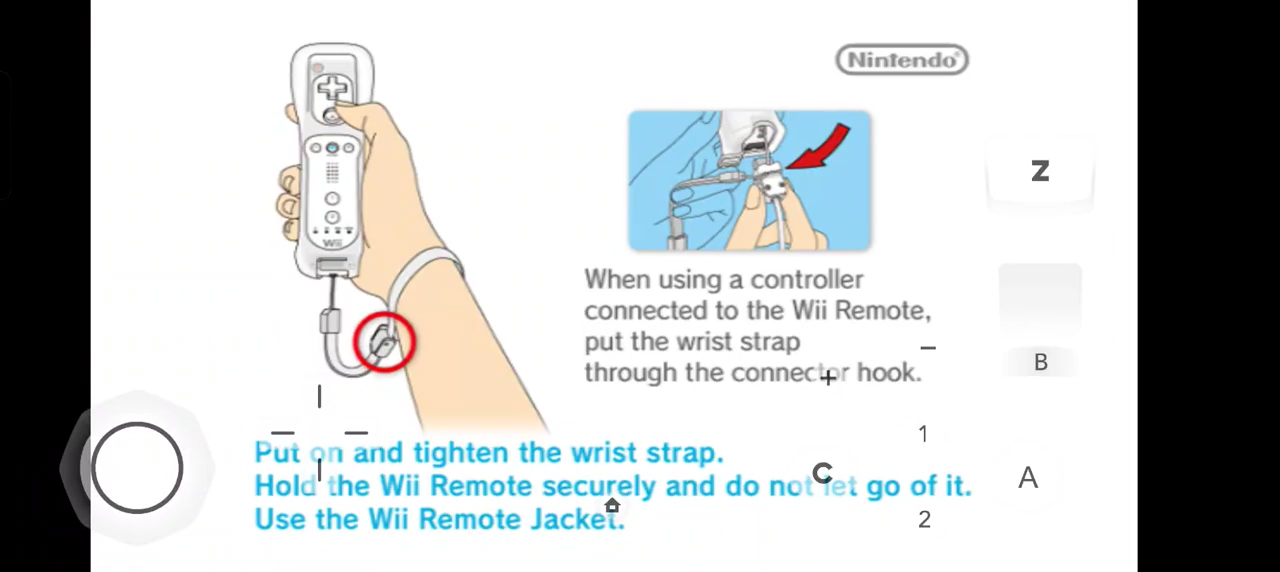 Nintendo®
Wii
When using a controller
connected to the Wii Remote,
put the wrist strap
through the connector hook.
Put on and tighten the wrist strap.
Hold the Wii Remote securely and do not let go of it.
Use the Wii Remote Jacket.
Z
B
1
C
A
2